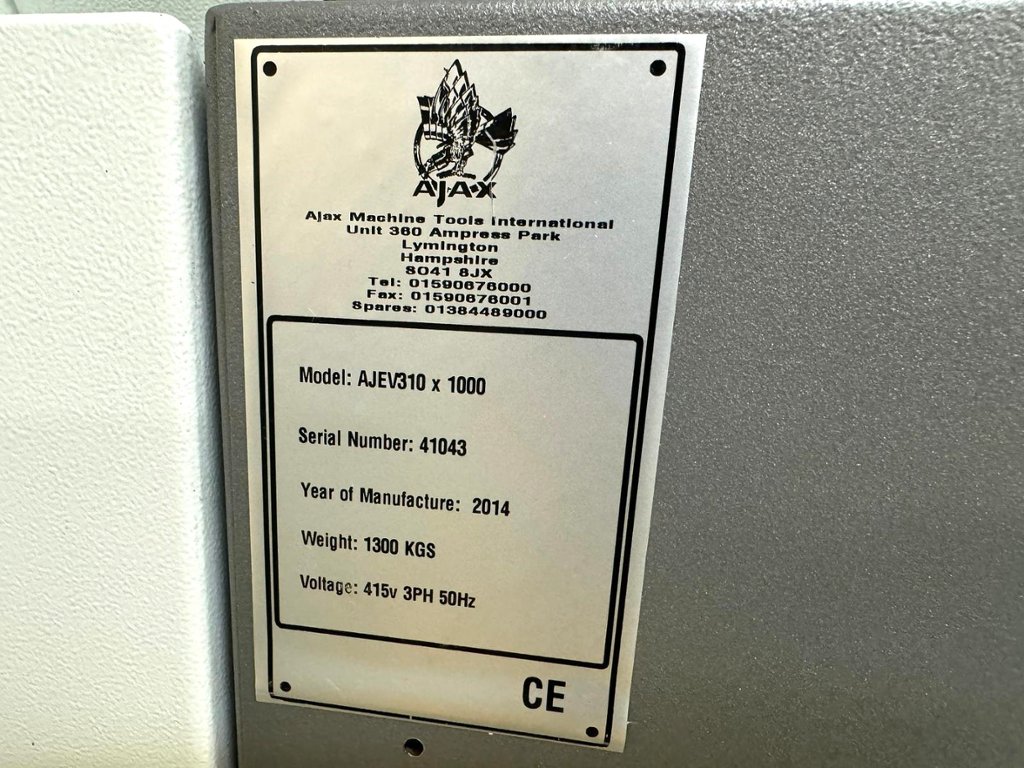 AJAX
Ajax Machine Tools International
Unit 360 Ampress Park
Lymington
Hampshire
SO41 8JX
Tel: 01590676000
Fax: 01590676001
Spares: 01384489000
Model: AJEV310 x 1000
Serial Number: 41043
Year of Manufacture: 2014
Weight: 1300 KGS
Voltage: 415v 3PH 50Hz
CE